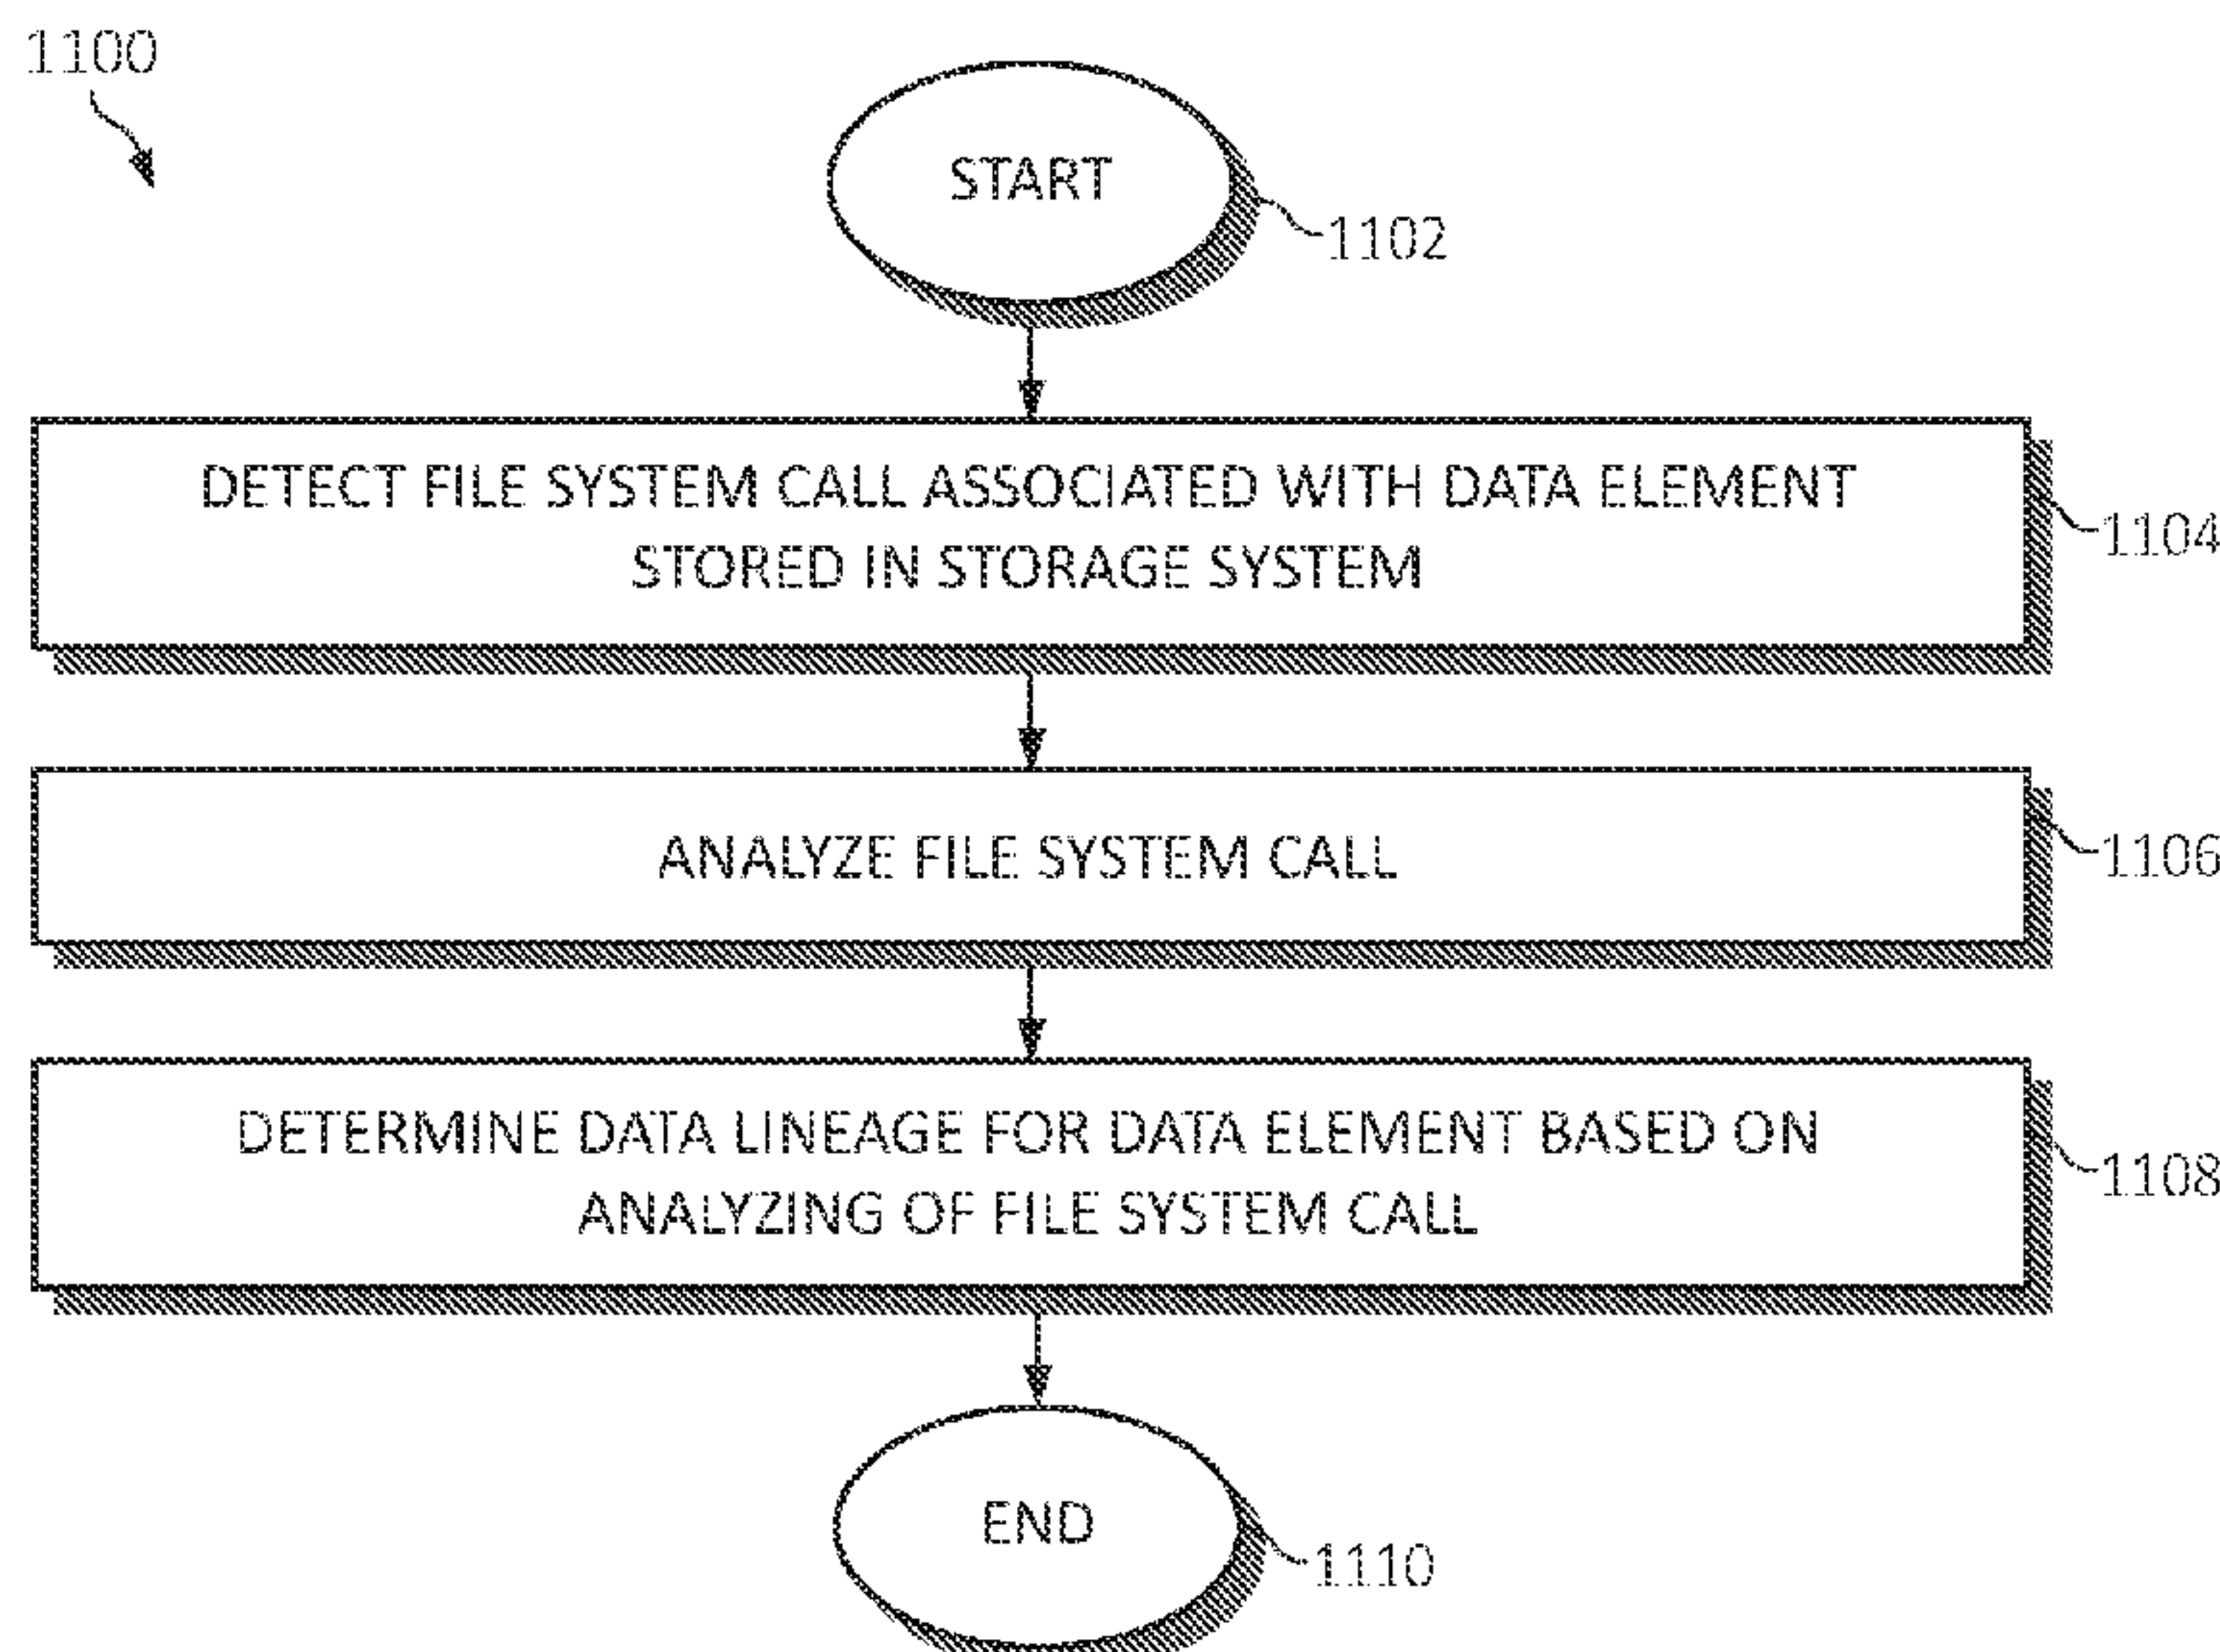 1100
START
1102
DETECT FILE SYSTEM CALL ASSOCIATED WITH DATA ELEMENT
STORED IN STORAGE SYSTEM
1104
ANALYZE FILE SYSTEM CALL
1106
DETERMINE DATA LINEAGE FOR DATA ELEMENT BASED ON
ANALYZING OF FILE SYSTEM CALL
1108
END
1110